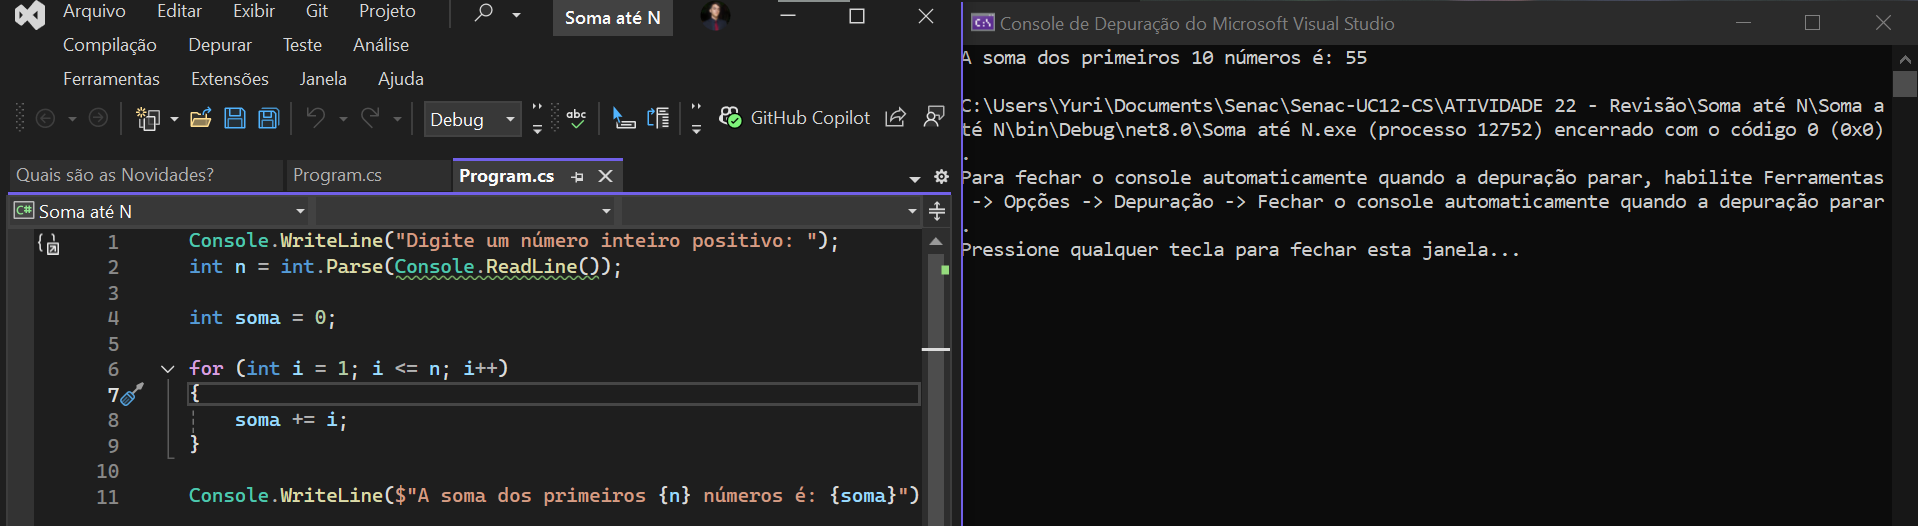 Arquivo Editar Exibir Git Projeto
Soma até N
Compilação Depurar Teste Análise
Ferramentas Extensões Janela Ajuda
Debug
abc
GitHub Copilot
Quais são as Novidades? Program.cs Program.cs
C# Soma até N
1 Console.WriteLine("Digite um número inteiro positivo: ");
2 int n = int.Parse(Console.ReadLine());
3
4 int soma = 0;
5
6 for (int i = 1; i <= n; i++)
7 {
8 soma += i;
9 }
10
11 Console.WriteLine($"A soma dos primeiros {n} números é: {soma}")
C:\ Console de Depuração do Microsoft Visual Studio
A soma dos primeiros 10 números é: 55
C:\Users\Yuri\Documents\Senac\Senac-UC12-CS\ATIVIDADE 22 - Revisão\Soma até N\Soma a
té N\bin\Debug\net8.0\Soma até N.exe (processo 12752) encerrado com o código 0 (0x0)
.
Para fechar o console automaticamente quando a depuração parar, habilite Ferramentas
-> Opções -> Depuração -> Fechar o console automaticamente quando a depuração parar
.
Pressione qualquer tecla para fechar esta janela...